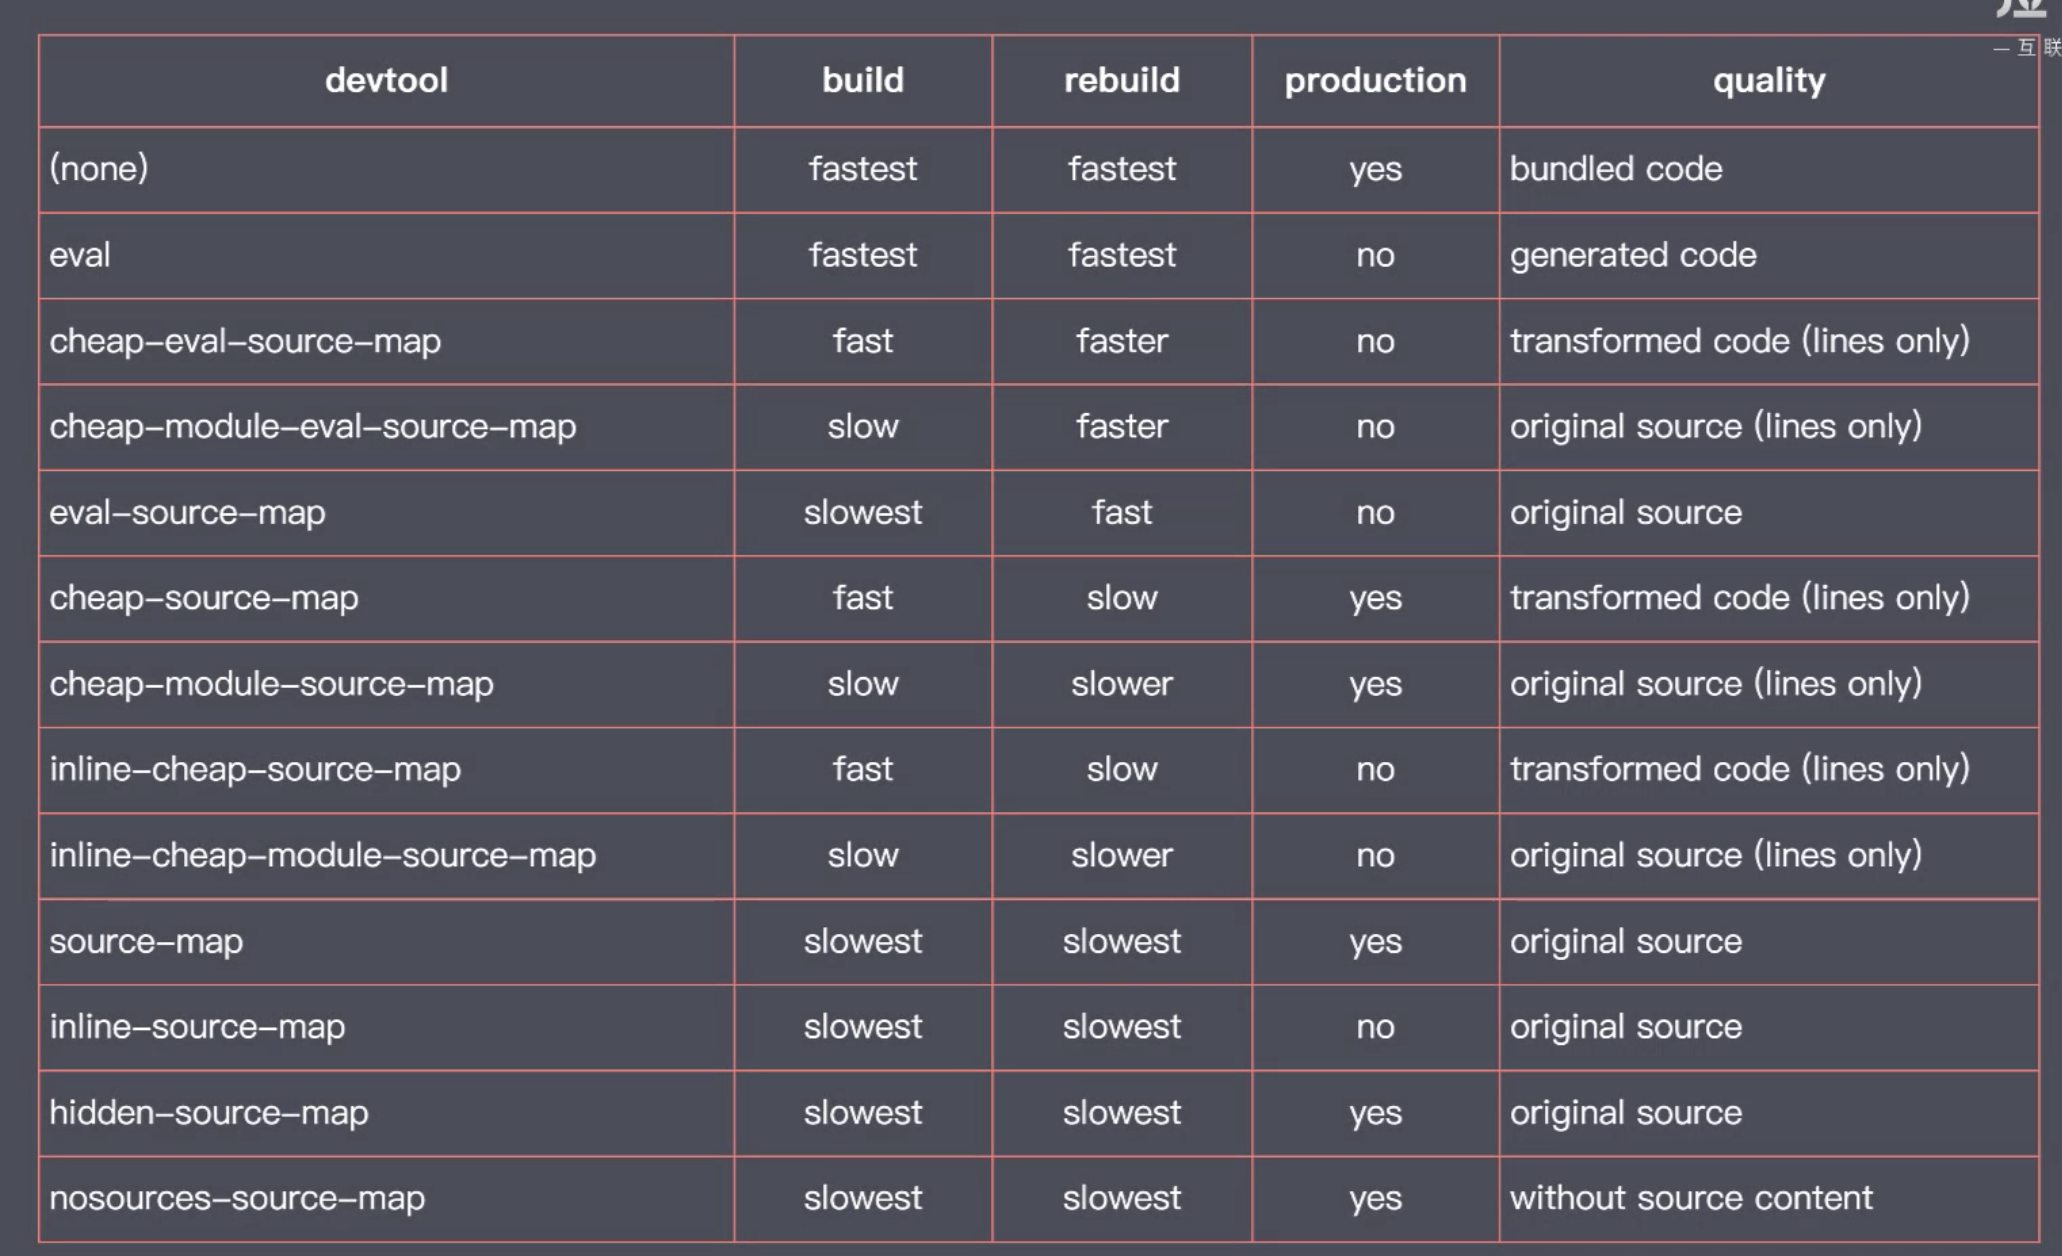 — 互联
devtool build rebuild production quality
(none) fastest fastest yes bundled code
eval fastest fastest no generated code
cheap–eval–source–map fast faster no transformed code (lines only)
cheap–module–eval–source–map slow faster no original source (lines only)
eval–source–map slowest fast no original source
cheap–source–map fast slow yes transformed code (lines only)
cheap–module–source–map slow slower yes original source (lines only)
inline–cheap–source–map fast slow no transformed code (lines only)
inline–cheap–module–source–map slow slower no original source (lines only)
source–map slowest slowest yes original source
inline–source–map slowest slowest no original source
hidden–source–map slowest slowest yes original source
nosources–source–map slowest slowest yes without source content